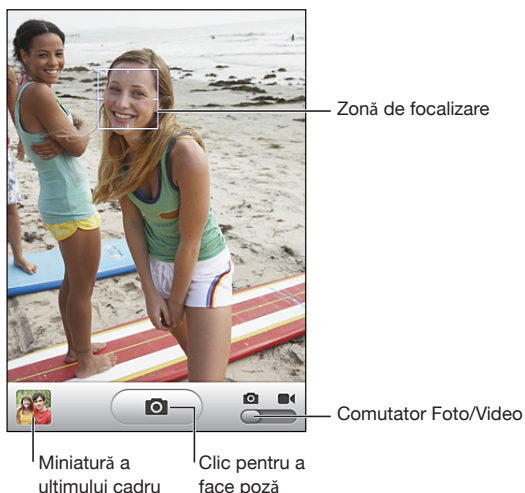 Zonă de focalizare
Comutator Foto/Video
Miniatură a
ultimului cadru
Clic pentru a
face poză